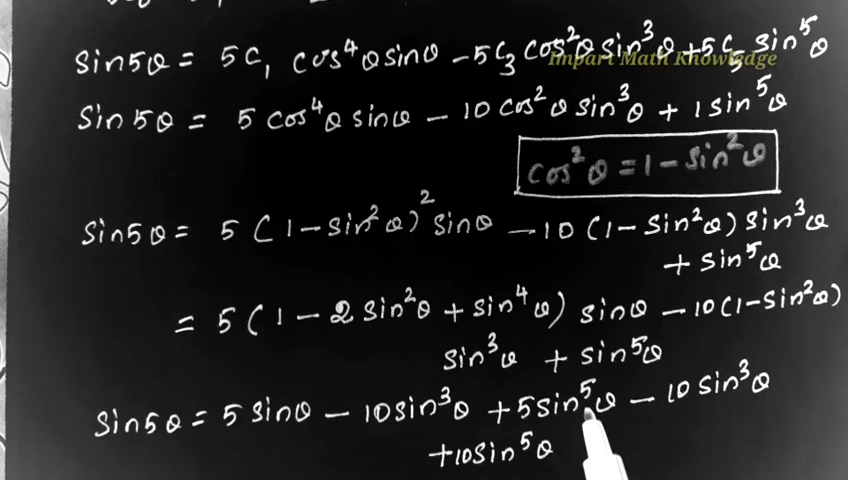 Sin5θ = 5C₁ cos⁴θ sinθ - 5C₃ cos²θ sin³θ + 5C₅ sin⁵θ
Impart Math Knowledge
Sin5θ = 5 cos⁴θ sinθ - 10 cos²θ sin³θ + 1 sin⁵θ
cos²θ = 1 - sin²θ
Sin5θ = 5 (1 - sin²θ)² sinθ - 10 (1 - sin²θ) sin³θ
+ sin⁵θ
= 5 (1 - 2 sin²θ + sin⁴θ) sinθ - 10 (1 - sin²θ)
sin³θ + sin⁵θ
Sin5θ = 5 sinθ - 10 sin³θ + 5 sin⁵θ - 10 sin³θ
+ 10 sin⁵θ